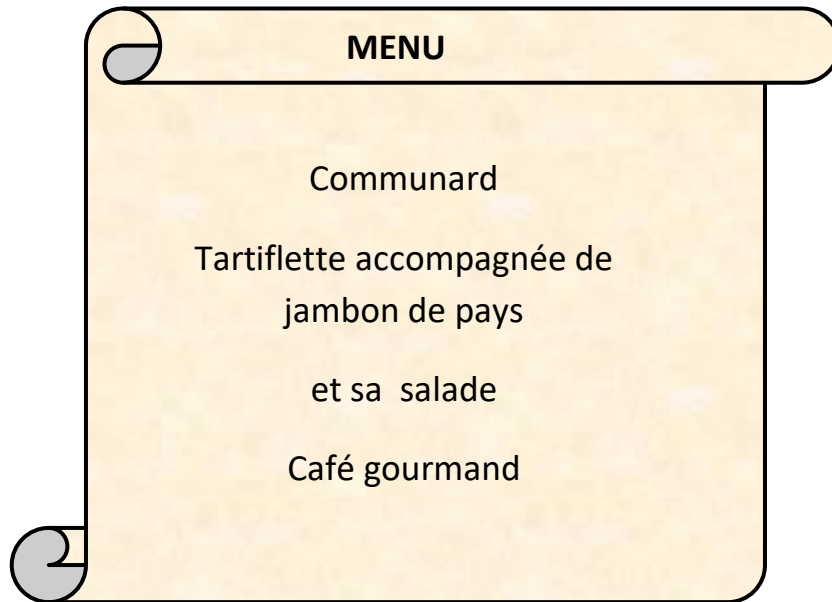 MENU
Communard
Tartiflette accompagnée de
jambon de pays
et sa  salade
Café gourmand